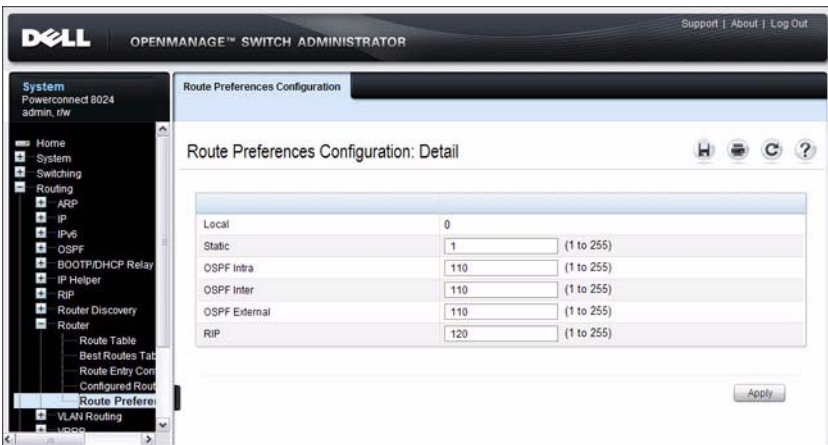 Support | About | Log Out
DELL OPENMANAGE™ SWITCH ADMINISTRATOR
System
Powerconnect 8024
admin, r/w
Home
System
Switching
Routing
ARP
IP
IPv6
OSPF
BOOTP/DHCP Relay
IP Helper
RIP
Router Discovery
Router
Route Table
Best Routes Tab
Route Entry Con
Configured Rout
Route Prefere
VLAN Routing
VRRP
Route Preferences Configuration
Route Preferences Configuration: Detail
Local 0
Static 1 (1 to 255)
OSPF Intra 110 (1 to 255)
OSPF Inter 110 (1 to 255)
OSPF External 110 (1 to 255)
RIP 120 (1 to 255)
Apply